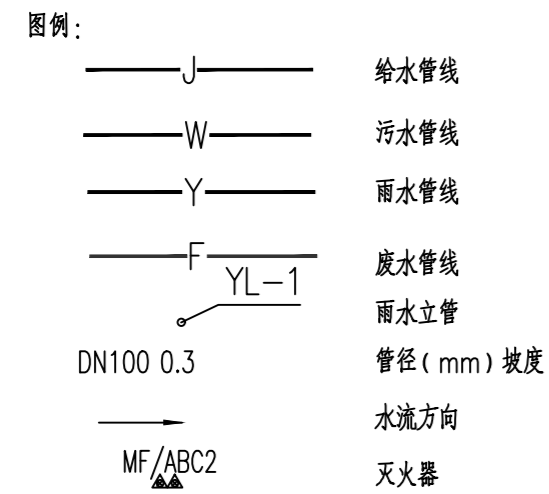 图例:
J 给水管线
W 污水管线
Y 雨水管线
F 废水管线
YL-1 雨水立管
DN100 0.3 管径(mm)坡度
水流方向
MF/ABC2 灭火器